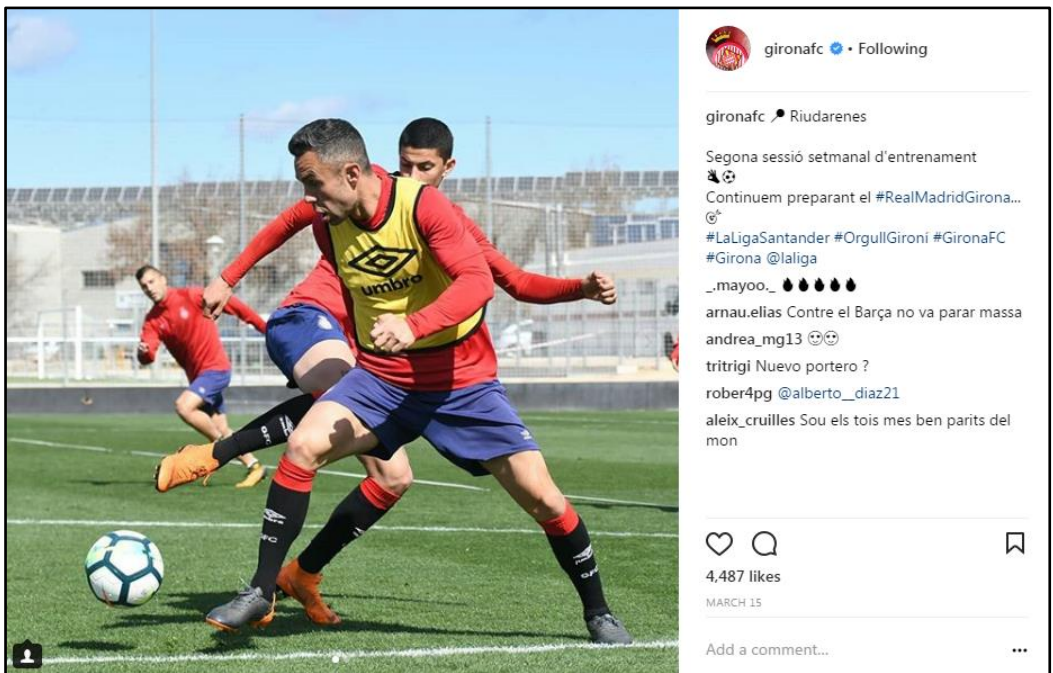 gironafc • Following
gironafc Riudarenes
Segona sessió setmanal d'entrenament
Continuem preparant el #RealMadridGirona...
#LaLigaSantander #OrgullGironí #GironaFC
#Girona @laliga
_.mayoo._
arnau.elias Contre el Barça no va parar massa
andrea_mg13
tritrigi Nuevo portero ?
rober4pg @alberto__diaz21
aleix_cruilles Sou els tois mes ben parits del
mon
4,487 likes
MARCH 15
Add a comment...
umbro
GFC